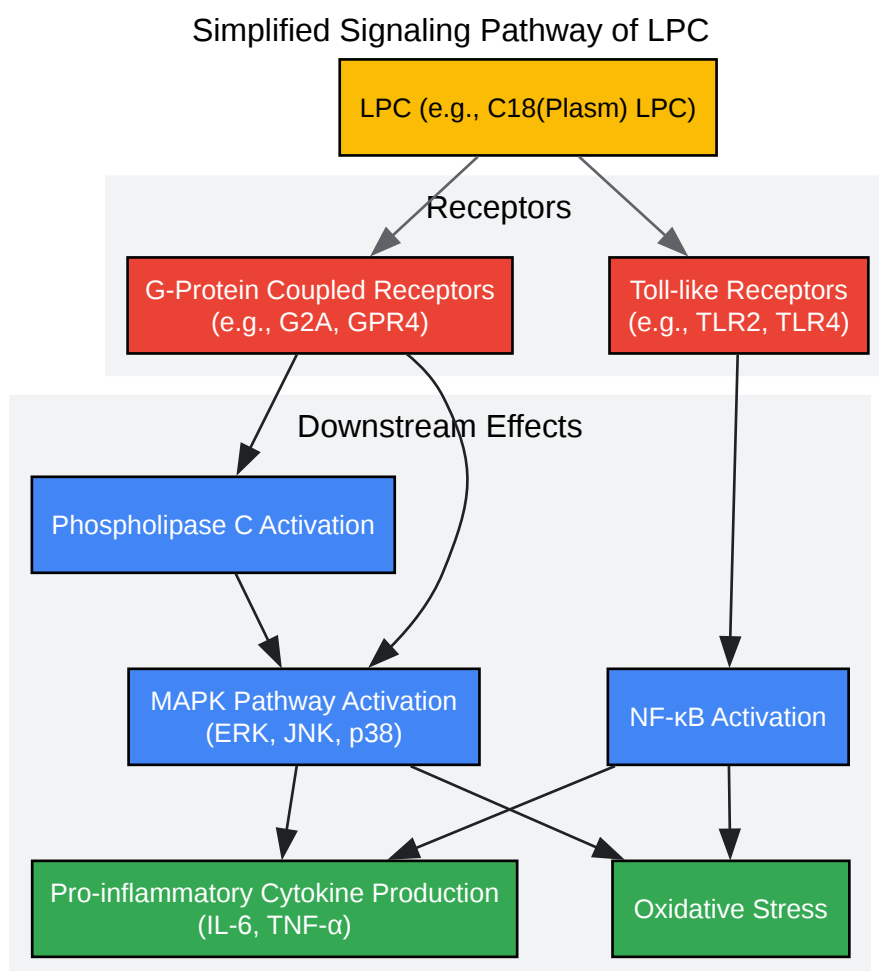 Simplified Signaling Pathway of LPC
LPC (e.g., C18(Plasm) LPC)
Receptors
G-Protein Coupled Receptors
(e.g., G2A, GPR4)
Toll-like Receptors
(e.g., TLR2, TLR4)
Downstream Effects
Phospholipase C Activation
MAPK Pathway Activation
(ERK, JNK, p38)
NF-κB Activation
Pro-inflammatory Cytokine Production
(IL-6, TNF-α)
Oxidative Stress